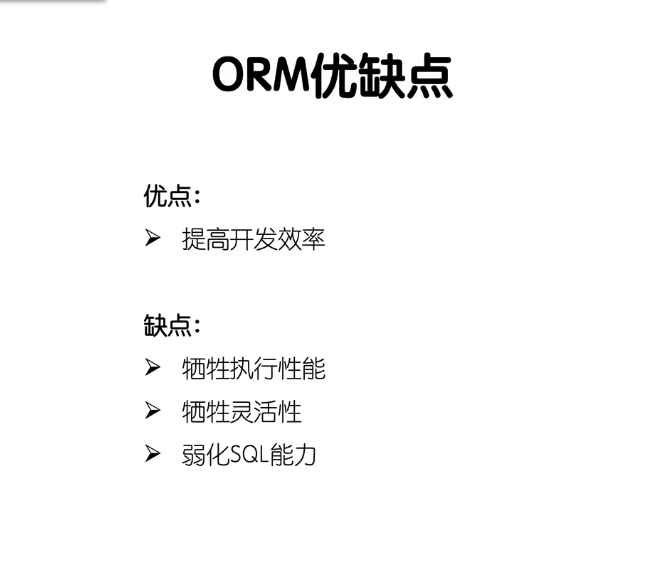 ORM优缺点
优点：
➢ 提高开发效率
缺点：
➢ 牺牲执行性能
➢ 牺牲灵活性
➢ 弱化SQL能力